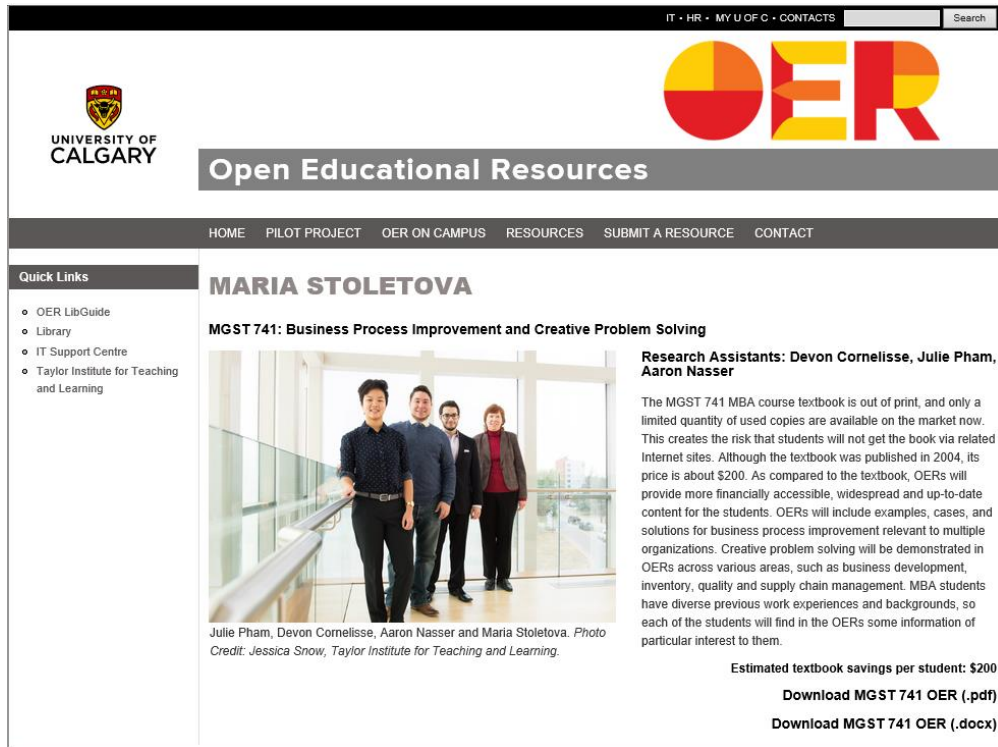 IT • HR • MY U OF C • CONTACTS
Search
OER
UNIVERSITY OF
CALGARY
Open Educational Resources
HOME PILOT PROJECT OER ON CAMPUS RESOURCES SUBMIT A RESOURCE CONTACT
Quick Links
OER LibGuide
Library
IT Support Centre
Taylor Institute for Teaching
and Learning
MARIA STOLETOVA
MGST 741: Business Process Improvement and Creative Problem Solving
Julie Pham, Devon Cornelisse, Aaron Nasser and Maria Stoletova. Photo
Credit: Jessica Snow, Taylor Institute for Teaching and Learning.
Research Assistants: Devon Cornelisse, Julie Pham,
Aaron Nasser
The MGST 741 MBA course textbook is out of print, and only a
limited quantity of used copies are available on the market now.
This creates the risk that students will not get the book via related
Internet sites. Although the textbook was published in 2004, its
price is about $200. As compared to the textbook, OERs will
provide more financially accessible, widespread and up-to-date
content for the students. OERs will include examples, cases, and
solutions for business process improvement relevant to multiple
organizations. Creative problem solving will be demonstrated in
OERs across various areas, such as business development,
inventory, quality and supply chain management. MBA students
have diverse previous work experiences and backgrounds, so
each of the students will find in the OERs some information of
particular interest to them.
Estimated textbook savings per student: $200
Download MGST 741 OER (.pdf)
Download MGST 741 OER (.docx)